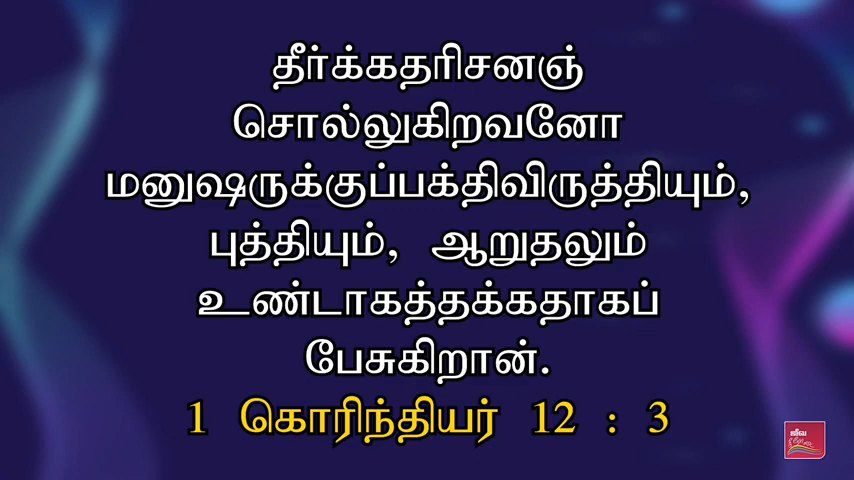 தீர்க்கதரிசனஞ்
சொல்லுகிறவனோ
மனுஷருக்குப்பக்திவிருத்தியும்,
புத்தியும், ஆறுதலும்
உண்டாகத்தக்கதாகப்
பேசுகிறான்.
1 கொரிந்தியர் 12 : 3
ஜீவ